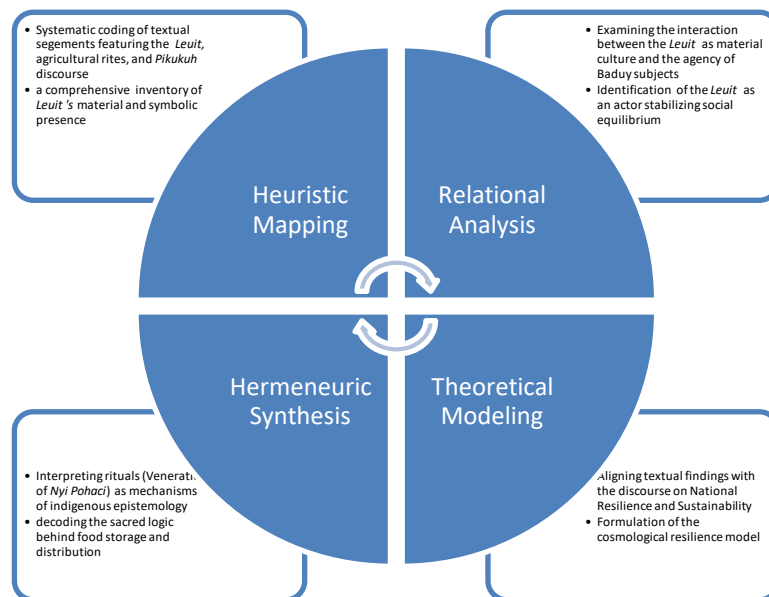 • Systematic coding of textual
segements featuring the Leuit,
agricultural rites, and Pikukuh
discourse
• a comprehensive inventory of
Leuit 's material and symbolic
presence
• Examining the interaction
between the Leuit as material
culture and the agency of
Baduy subjects
• Identification of the Leuit as
an actor stabilizing social
equilibrium
Heuristic
Mapping
Relational
Analysis
Hermeneuric
Synthesis
Theoretical
Modeling
• Interpreting rituals
of Nyi Pohaci) as mechanisms
of indigenous epistemology
• decoding the sacred logic
behind food storage and
distribution
Aligning textual findings with
the discourse on National
Resilience and Sustainability
• Formulation of the
cosmological resilience model